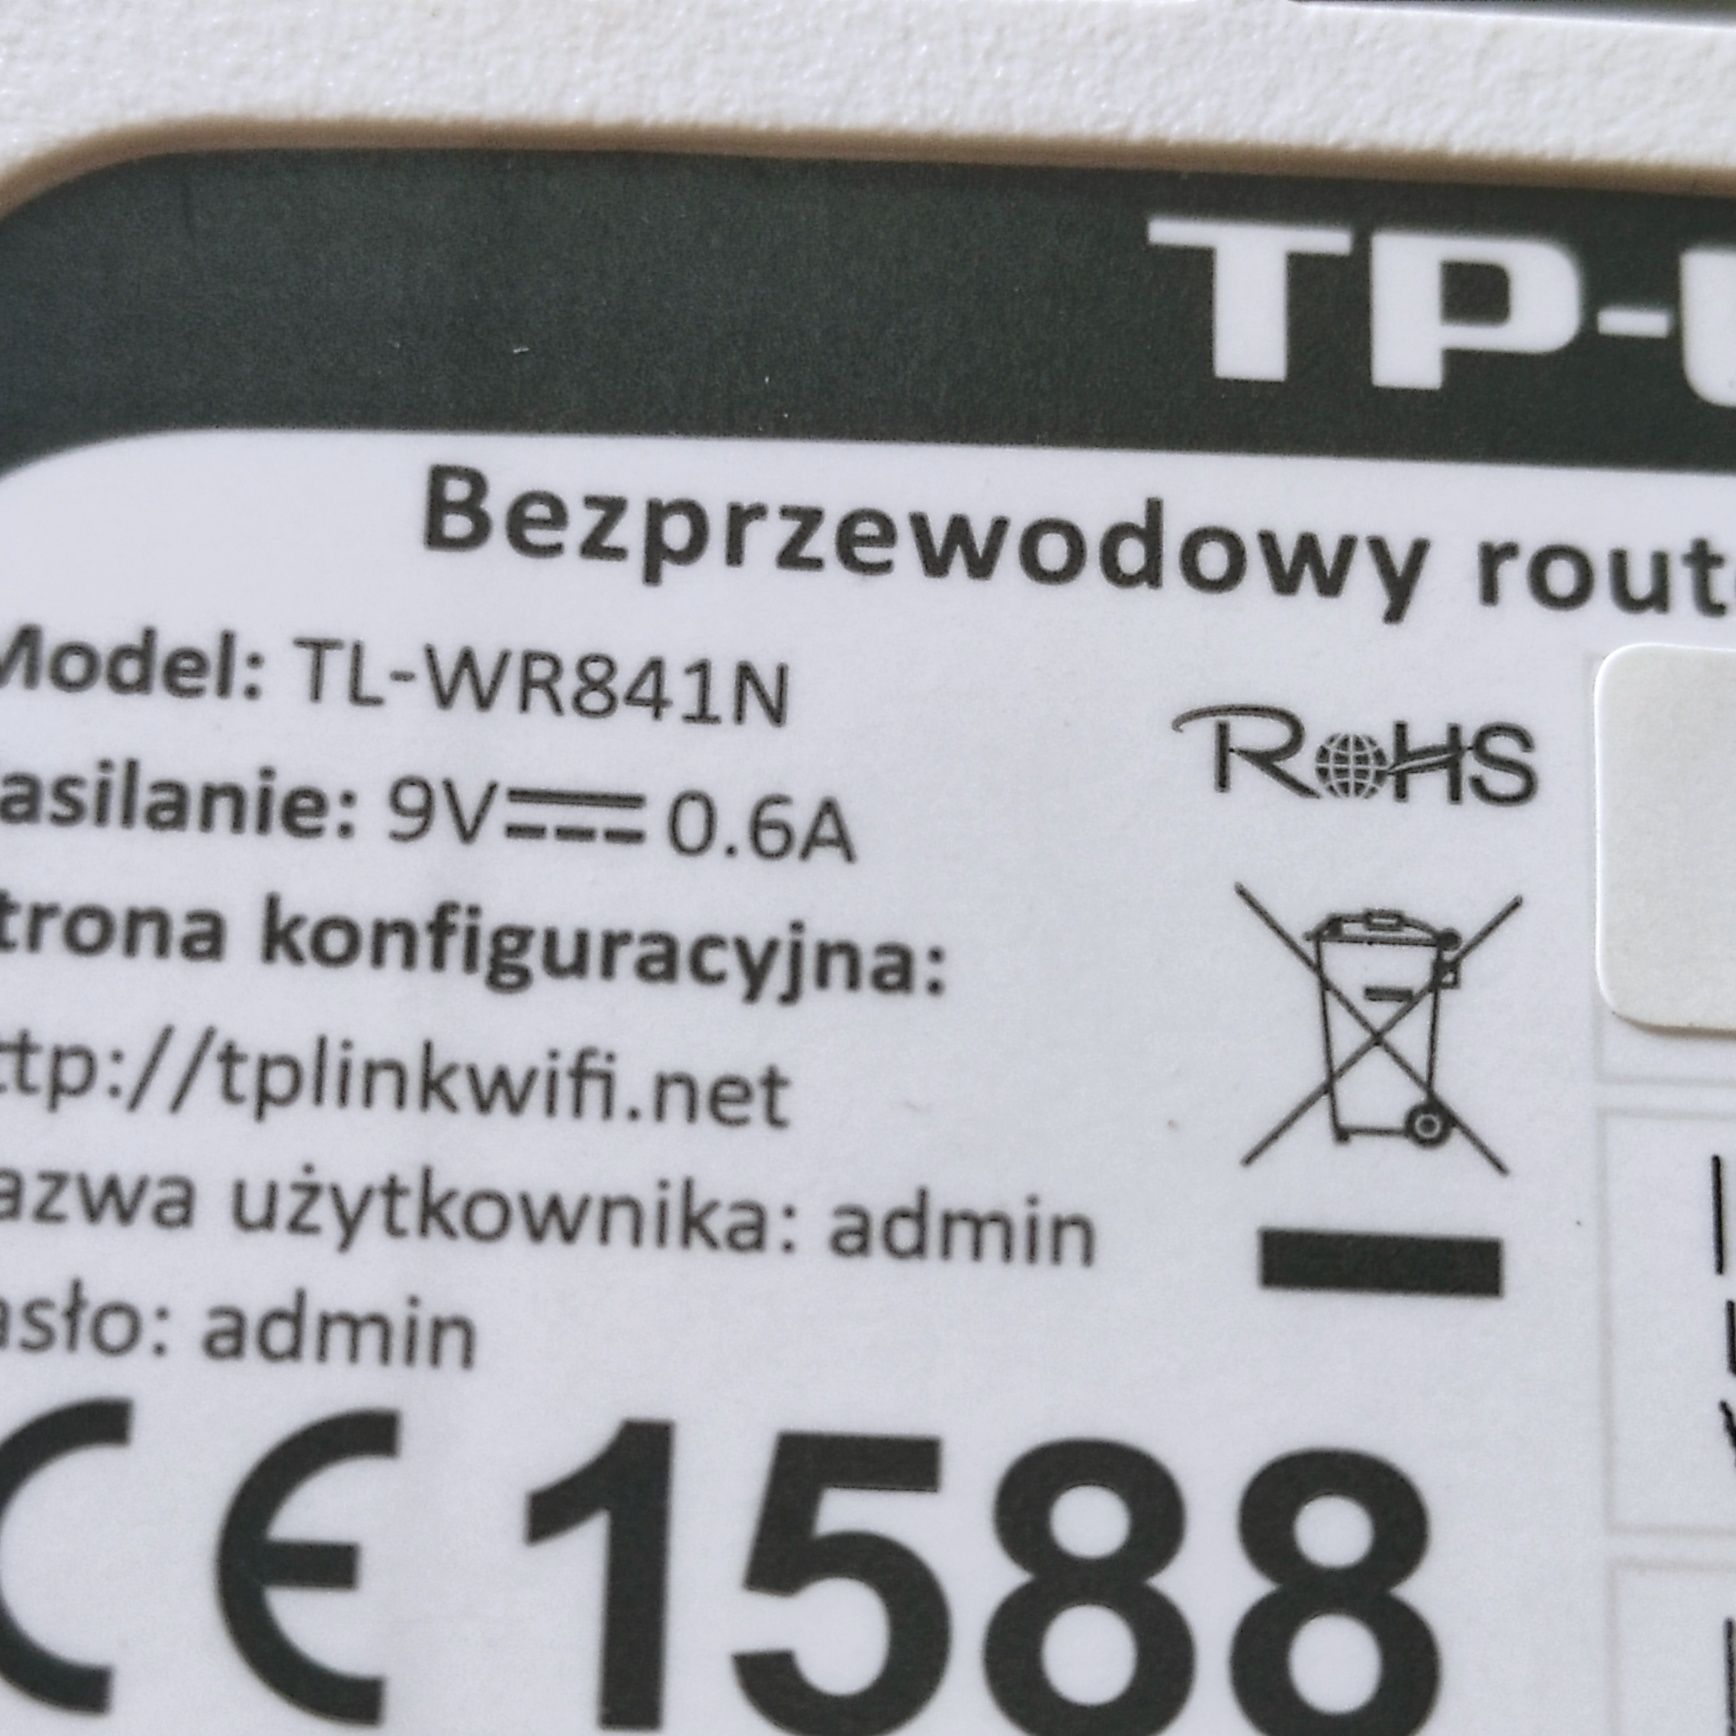 TP-L
Bezprzewodowy rout
Model: TL-WR841N
RoHS
asilanie: 9V 0.6A
trona konfiguracyjna:
ttp://tplinkwifi.net
azwa użytkownika: admin
asło: admin
CE 1588